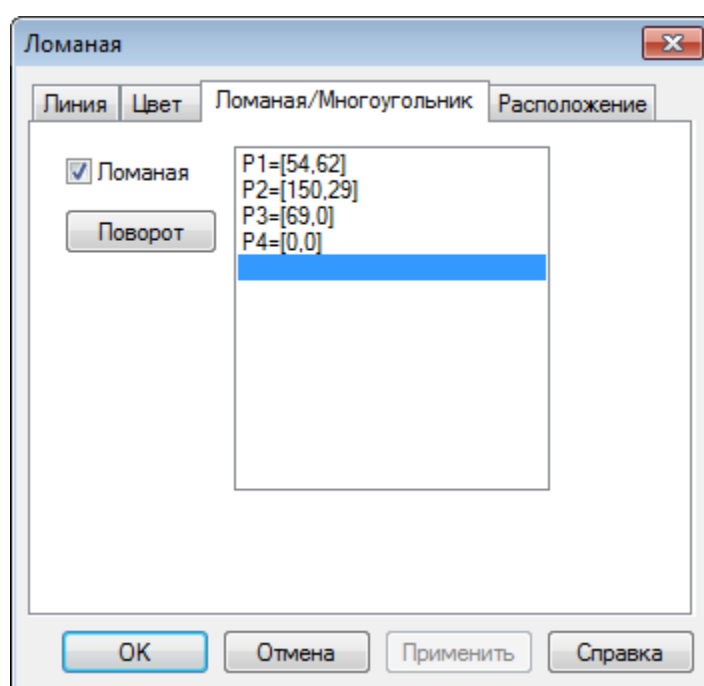 Ломаная
Линия Цвет Ломаная/Многоугольник Расположение
Ломаная
Поворот
P1=[54,62]
P2=[150,29]
P3=[69,0]
P4=[0,0]
OK Отмена Применить Справка